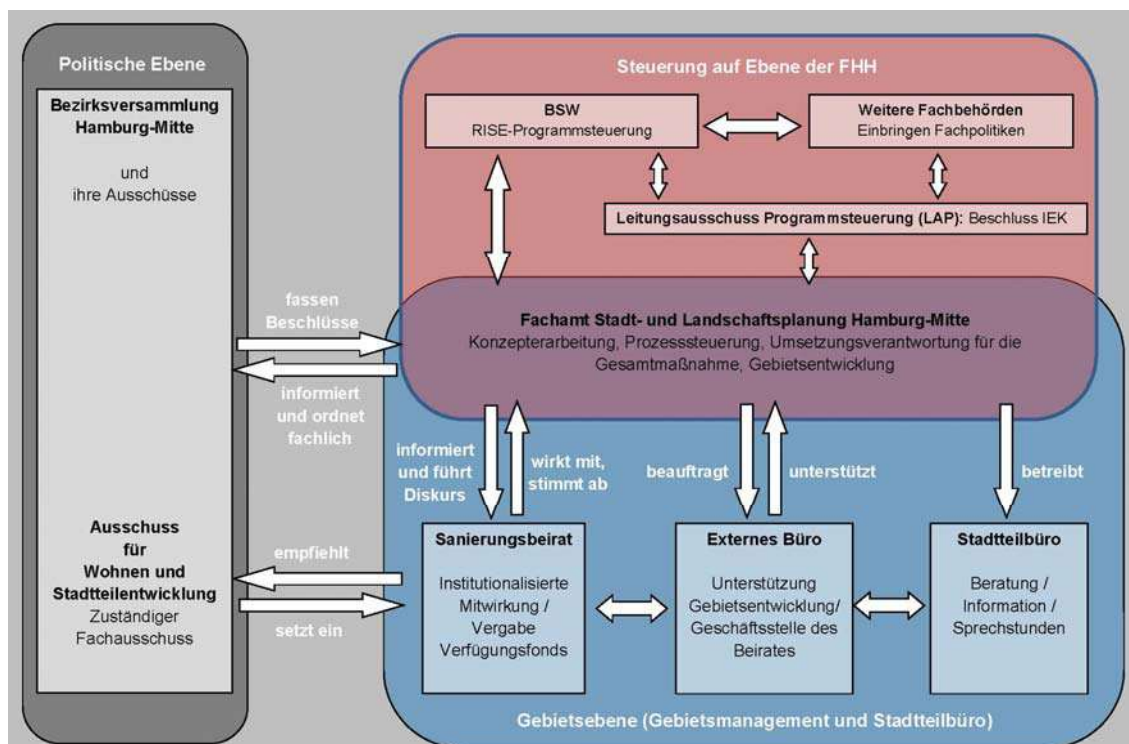 Politische Ebene
Bezirksversammlung
Hamburg-Mitte
und
ihre Ausschüsse
Ausschuss
für
Wohnen und
Stadtteilentwicklung
Zuständiger
Fachausschuss
fassen
Beschlüsse
informiert
und ordnet
fachlich
empfiehlt
setzt ein
Steuerung auf Ebene der FHH
BSW
RISE-Programmsteuerung
Weitere Fachbehörden
Einbringen Fachpolitiken
Leitungsausschuss Programmsteuerung (LAP): Beschluss IEK
Fachamt Stadt- und Landschaftsplanung Hamburg-Mitte
Konzepterarbeitung, Prozesssteuerung, Umsetzungsverantwortung für die
Gesamtmaßnahme, Gebietsentwicklung
informiert
und führt
Diskurs
wirkt mit,
stimmt ab
beauftragt
unterstützt
betreibt
Sanierungsbeirat
Institutionalisierte
Mitwirkung /
Vergabe
Verfügungsfonds
Externes Büro
Unterstützung
Gebietsentwicklung/
Geschäftsstelle des
Beirates
Stadtteilbüro
Beratung /
Information /
Sprechstunden
Gebietsebene (Gebietsmanagement und Stadtteilbüro)